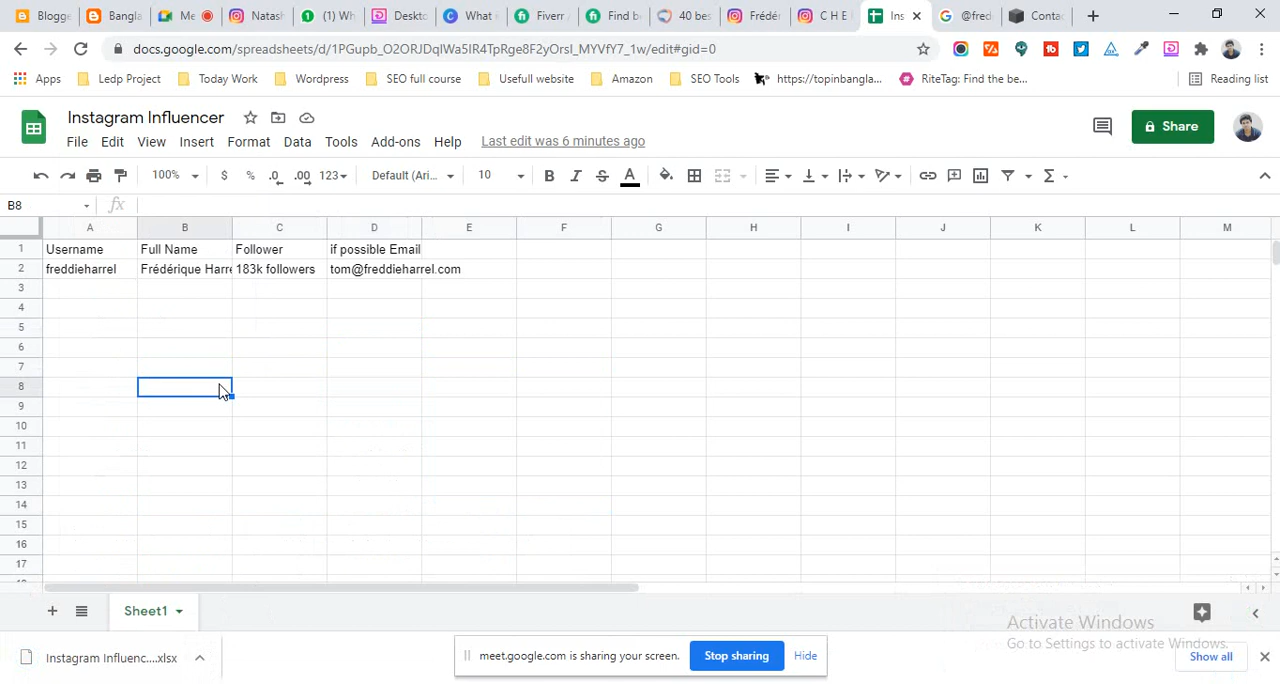 Blogge Bangla Me Natash (1) Wh Deskto What Fiverr / Find be 40 bes Frédér C H E Ins @fred Conta
docs.google.com/spreadsheets/d/1PGupb_O2ORJDqIWa5IR4TpRge8F2yOrsI_MYVfY7_1w/edit#gid=0
Apps Ledp Project Today Work Wordpress SEO full course Usefull website Amazon SEO Tools https://topinbangla... RiteTag: Find the be... Reading list
Instagram Influencer
Share
File Edit View Insert Format Data Tools Add-ons Help Last edit was 6 minutes ago
100% $ % .0 .00 123 Default (Ari... 10 B I S A Σ
B8 fx
A B C D E F G H I J K L M
1 Username Full Name Follower if possible Email
2 freddieharrel Frédérique Harre 183k followers tom@freddieharrel.com
3
4
5
6
7
8
9
10
11
12
13
14
15
16
17
Sheet1
Activate Windows
Go to Settings to activate Windows.
Instagram Influenc....xlsx
meet.google.com is sharing your screen. Stop sharing Hide
Show all